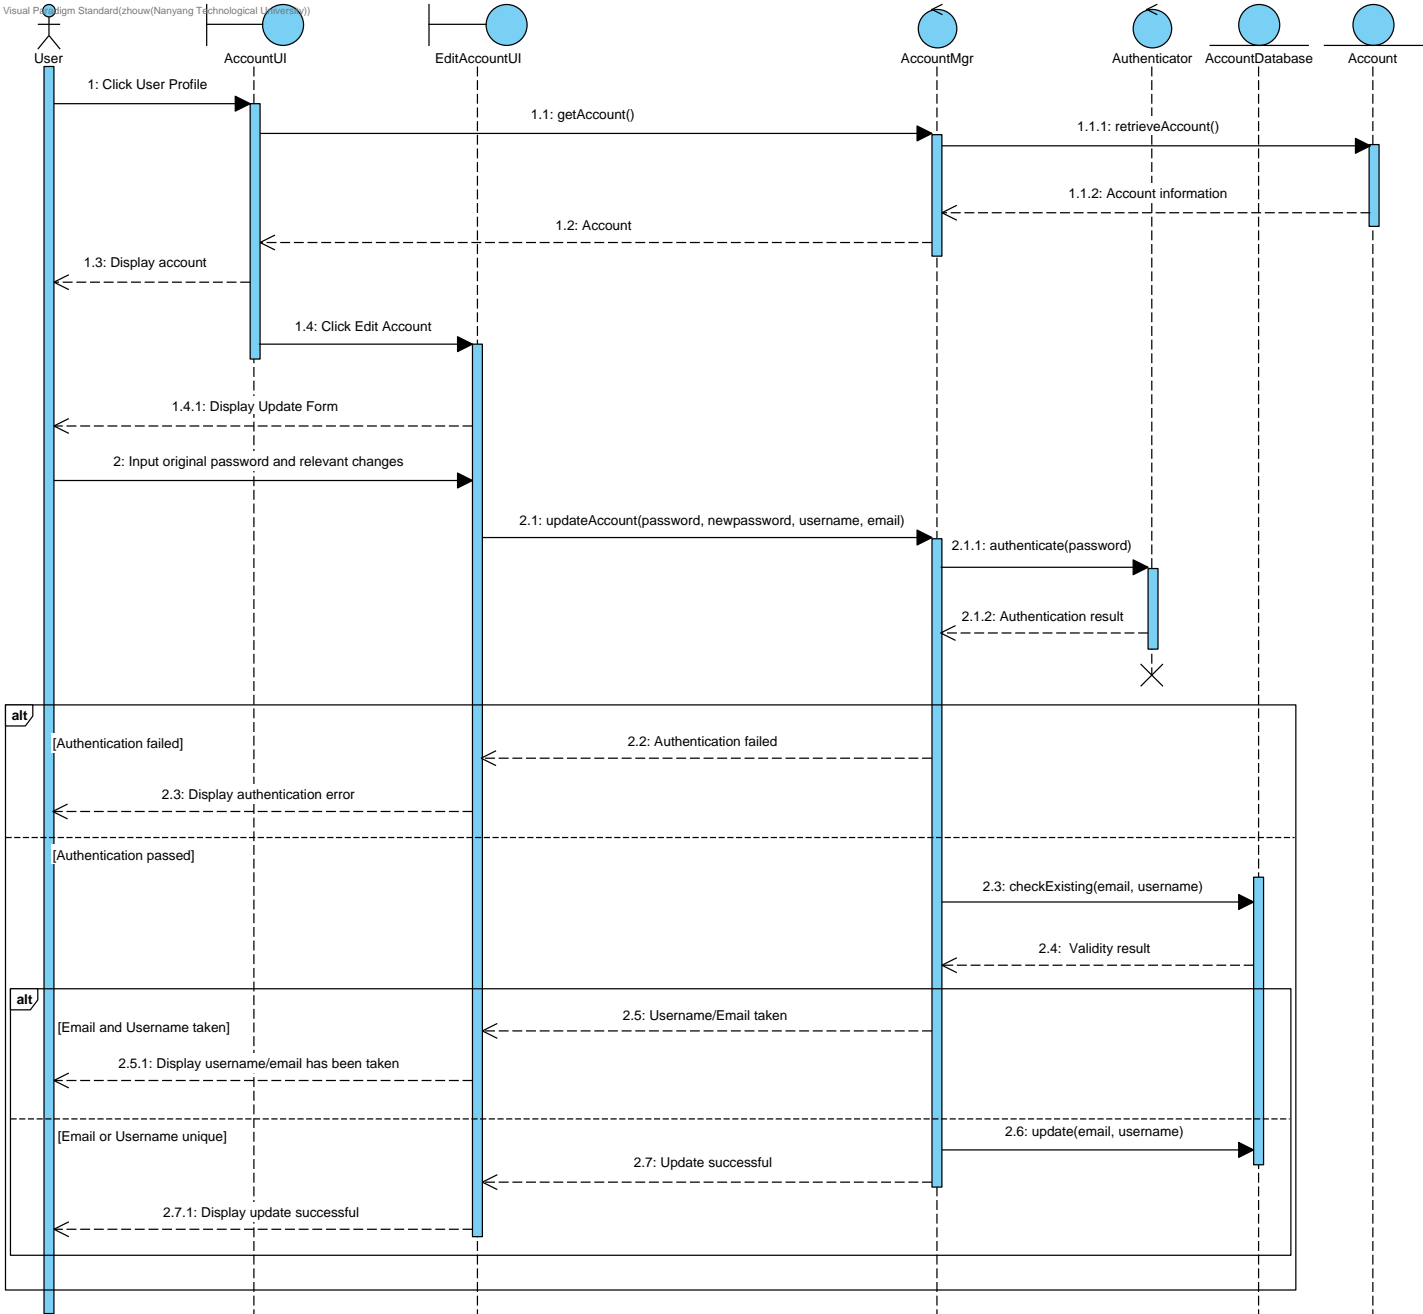 Visual Paradigm Standard(zhouw(Nanyang Technological University))
User
AccountUI
EditAccountUI
AccountMgr
Authenticator
AccountDatabase
Account
1: Click User Profile
1.1: getAccount()
1.1.1: retrieveAccount()
1.1.2: Account information
1.2: Account
1.3: Display account
1.4: Click Edit Account
1.4.1: Display Update Form
2: Input original password and relevant changes
2.1: updateAccount(password, newpassword, username, email)
2.1.1: authenticate(password)
2.1.2: Authentication result
alt
[Authentication failed]
2.2: Authentication failed
2.3: Display authentication error
[Authentication passed]
2.3: checkExisting(email, username)
2.4:  Validity result
alt
[Email and Username taken]
2.5: Username/Email taken
2.5.1: Display username/email has been taken
[Email or Username unique]
2.6: update(email, username)
2.7: Update successful
2.7.1: Display update successful